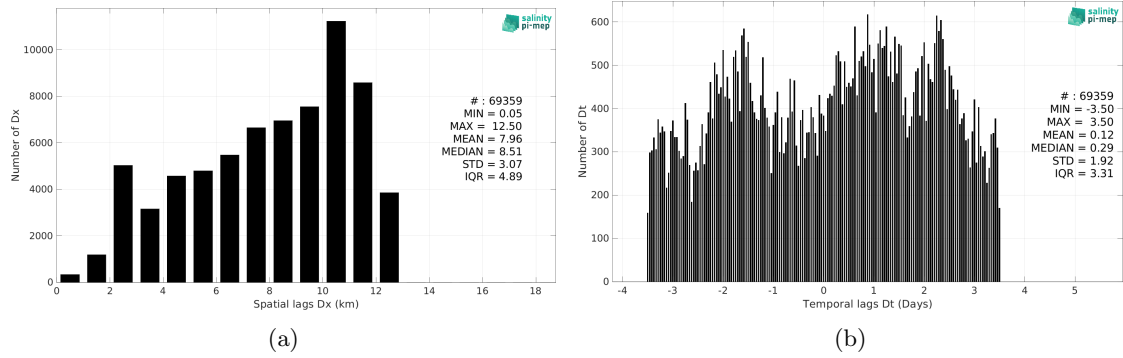 salinity
pi-mep
10000
8000
6000
4000
2000
0
Number of Dx
# : 69359
MIN = 0.05
MAX = 12.50
MEAN = 7.96
MEDIAN = 8.51
STD = 3.07
IQR = 4.89
0 2 4 6 8 10 12 14 16 18
Spatial lags Dx (km)
(a)
salinity
pi-mep
600
500
400
300
200
100
0
Number of Dt
# : 69359
MIN = -3.50
MAX = 3.50
MEAN = 0.12
MEDIAN = 0.29
STD = 1.92
IQR = 3.31
-4 -3 -2 -1 0 1 2 3 4 5
Temporal lags Dt (Days)
(b)